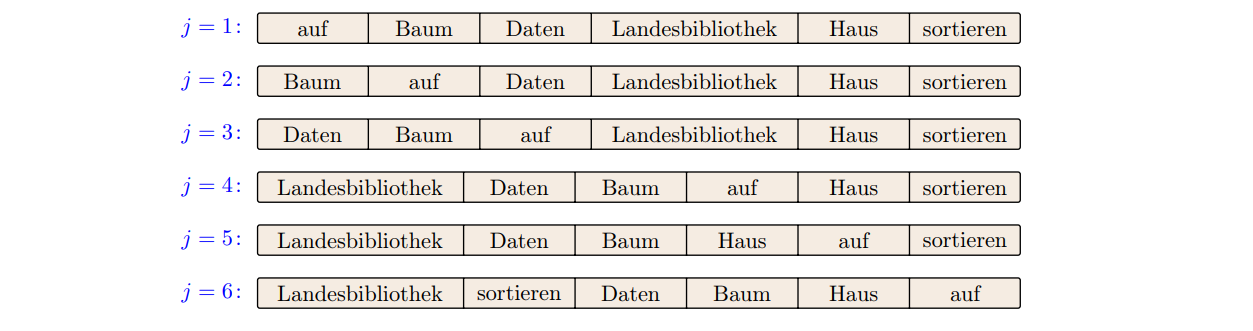 j = 1: auf Baum Daten Landesbibliothek Haus sortieren
j = 2: Baum auf Daten Landesbibliothek Haus sortieren
j = 3: Daten Baum auf Landesbibliothek Haus sortieren
j = 4: Landesbibliothek Daten Baum auf Haus sortieren
j = 5: Landesbibliothek Daten Baum Haus auf sortieren
j = 6: Landesbibliothek sortieren Daten Baum Haus auf